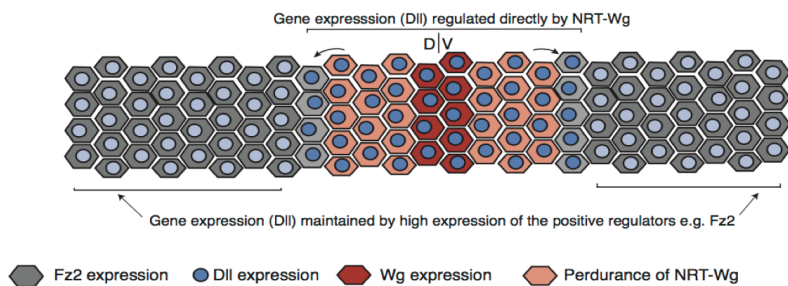 Gene expresssion (Dll) regulated directly by NRT-Wg
D V
Gene expression (Dll) maintained by high expression of the positive regulators e.g. Fz2
Fz2 expression Dll expression Wg expression Perdurance of NRT-Wg